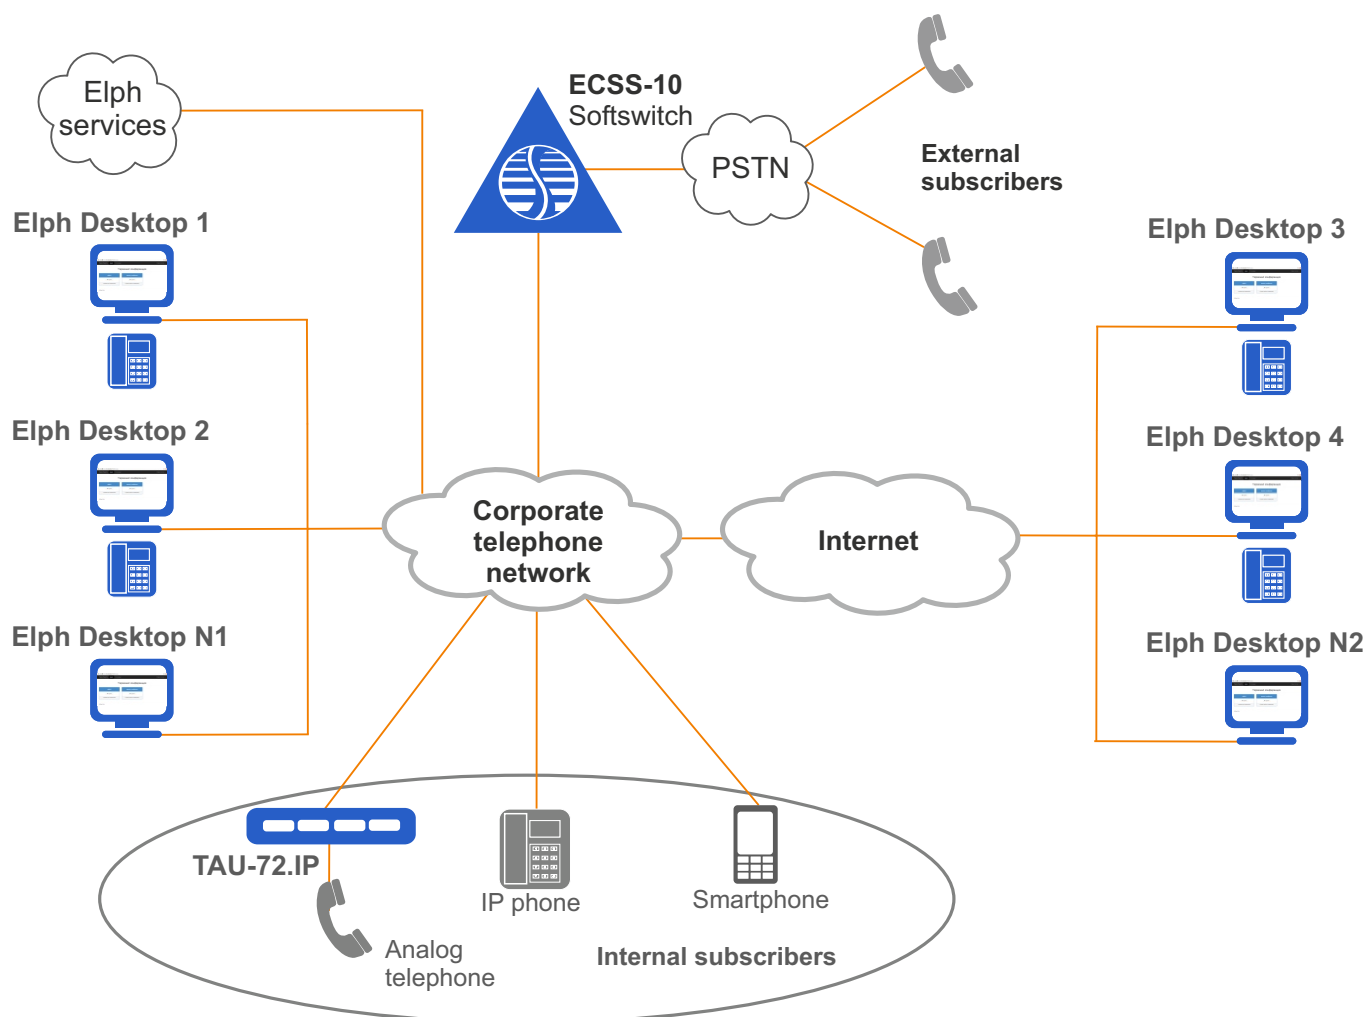 Elph
services
ECSS-10
Softswitch
PSTN
External
subscribers
Elph Desktop 1
Elph Desktop 3
Elph Desktop 2
Elph Desktop 4
Corporate
telephone
network
Internet
Elph Desktop N1
Elph Desktop N2
TAU-72.IP
IP phone
Smartphone
Analog
telephone
Internal subscribers